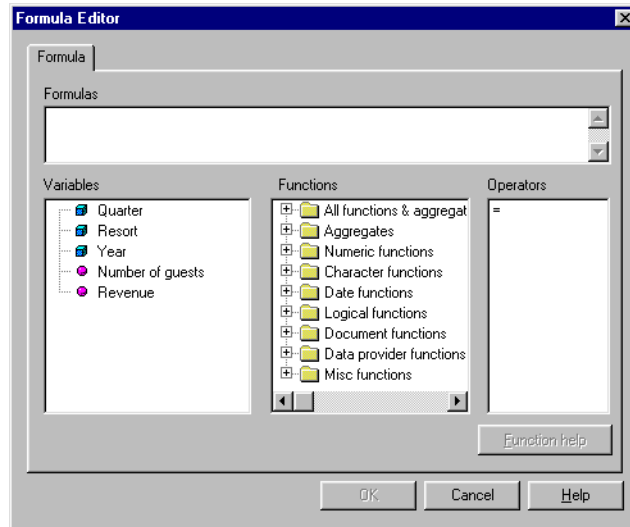 Formula Editor
Formula
Formulas
Variables
Quarter
Resort
Year
Number of guests
Revenue
Functions
All functions & aggregat
Aggregates
Numeric functions
Character functions
Date functions
Logical functions
Document functions
Data provider functions
Misc functions
Operators
=
Function help
OK
Cancel
Help